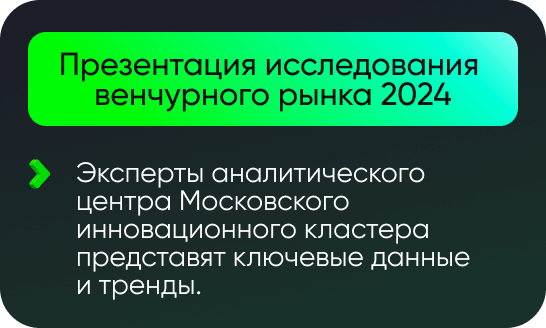 Презентация исследования
венчурного рынка 2024
Эксперты аналитического
центра Московского
инновационного кластера
представят ключевые данные
и тренды.